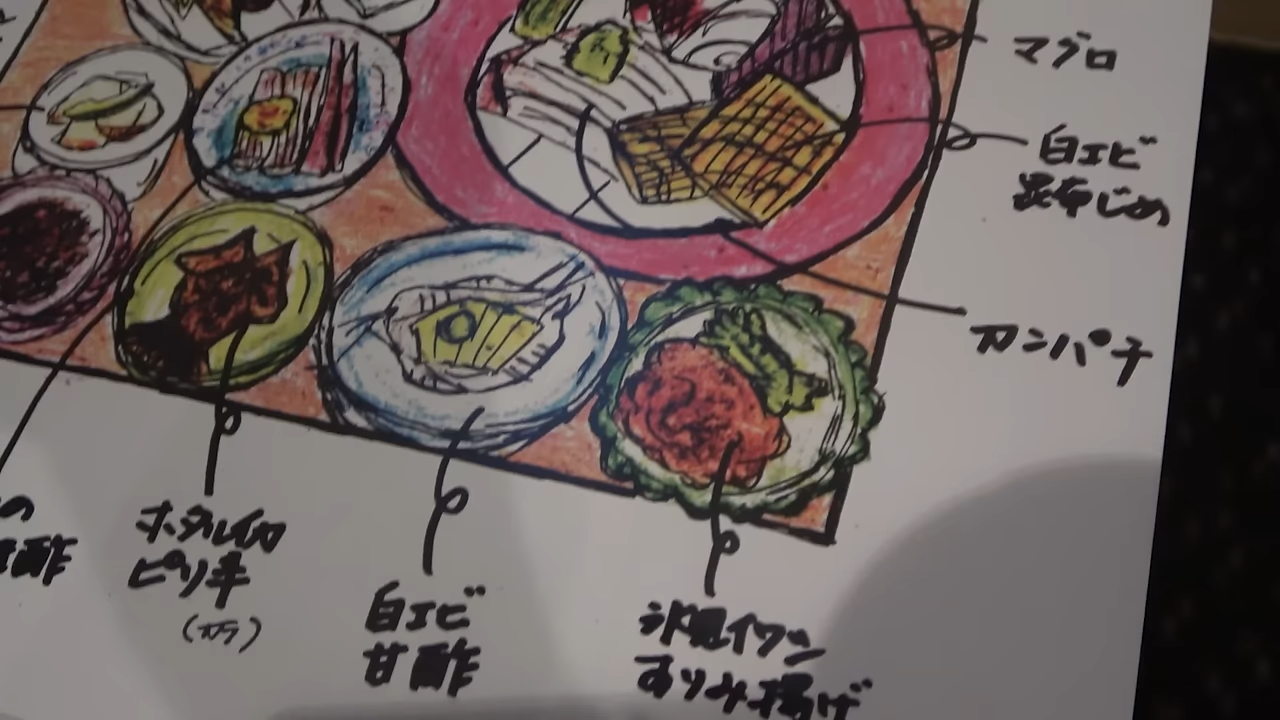 マグロ
白エビ
昆布じめ
カンパチ
の
酢
ホタルイカ
ピリ辛
(カラ)
白エビ
甘酢
氷見イワシ
すりみ揚げ